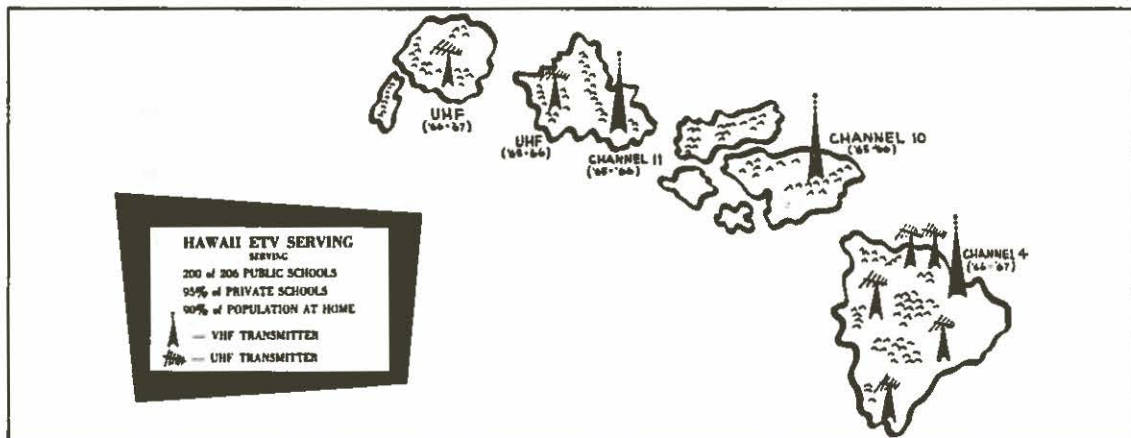 UHF
('66-'67)
UHF
('65-'66)
CHANNEL 11
('65-'66)
CHANNEL 10
('65-'66)
CHANNEL 4
('66-'67)
HAWAII ETV SERVING
SERVING
200 of 206 PUBLIC SCHOOLS
95% of PRIVATE SCHOOLS
90% of POPULATION AT HOME
— VHF TRANSMITTER
— UHF TRANSMITTER